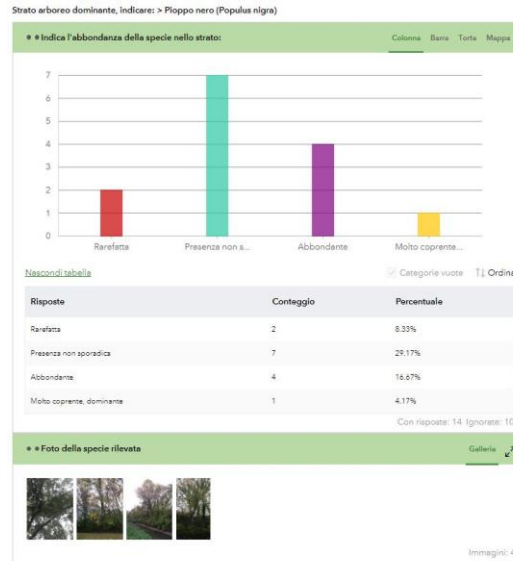 Strato arboreo dominante, indicare: > Pioppo nero (Populus nigra)
Indica l'abbondanza della specie nello strato: Colonna Barra Torta Mappa
7
6
5
4
3
2
1
0
Rarefatta Presenza non s... Abbondante Molto coprente...
Nascondi tabella Categorie vuote Ordina
Risposte Conteggio Percentuale
Rarefatta 2 8.33%
Presenza non sporadica 7 29.17%
Abbondante 4 16.67%
Molto coprente, dominante 1 4.17%
Con risposte: 14 Ignorate: 10
Foto della specie rilevata Galleria
Immagini: 4